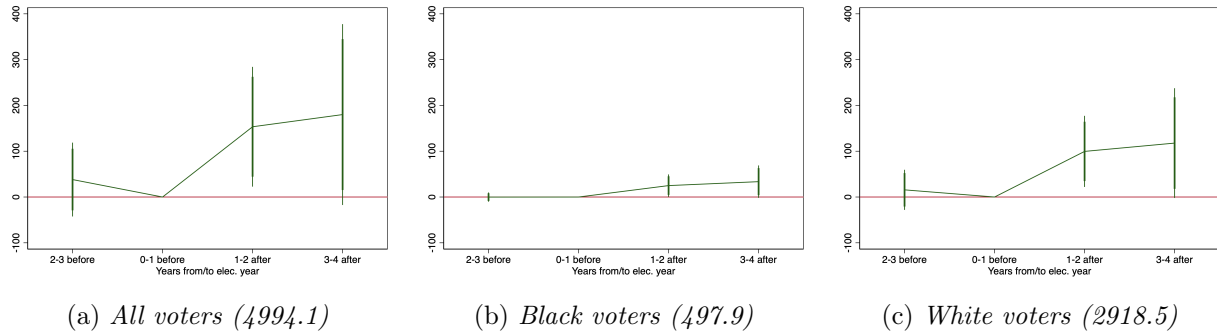 400
300
200
100
0
-100
2-3 before 0-1 before 1-2 after 3-4 after
Years from/to elec. year
(a) All voters (4994.1)
400
300
200
100
0
-100
2-3 before 0-1 before 1-2 after 3-4 after
Years from/to elec. year
(b) Black voters (497.9)
400
300
200
100
0
-100
2-3 before 0-1 before 1-2 after 3-4 after
Years from/to elec. year
(c) White voters (2918.5)